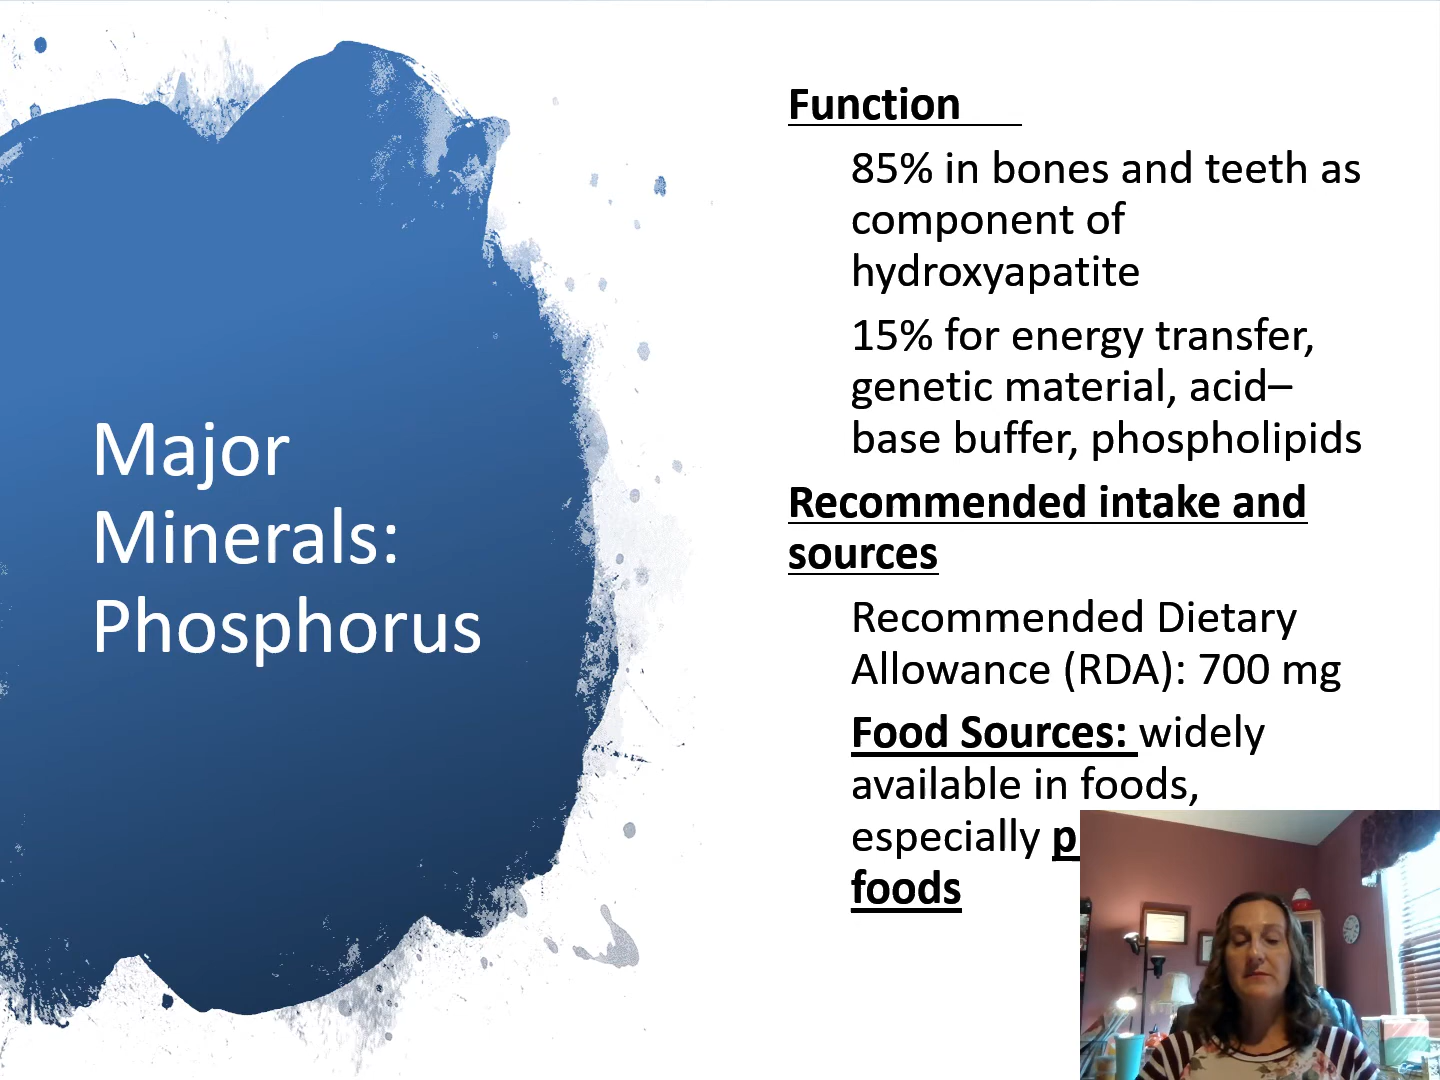 Major
Minerals:
Phosphorus
Function
85% in bones and teeth as
component of
hydroxyapatite
15% for energy transfer,
genetic material, acid–
base buffer, phospholipids
Recommended intake and
sources
Recommended Dietary
Allowance (RDA): 700 mg
Food Sources: widely
available in foods,
especially
foods